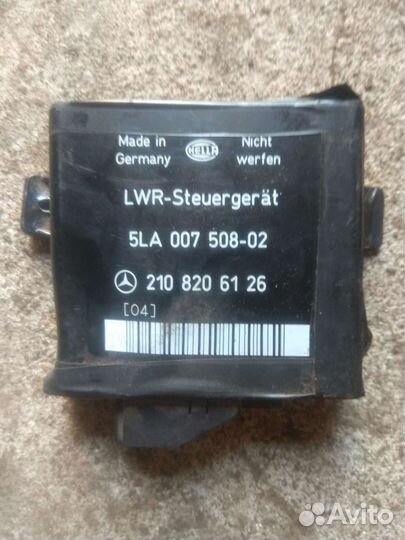 Made in Germany
HELLA
Nicht werfen
LWR-Steuergerät
5LA 007 508-02
210 820 61 26
[04]
Avito